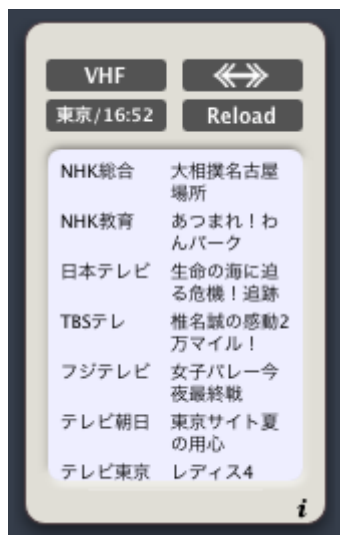 VHF
東京/16:52 Reload
NHK総合 大相撲名古屋
場所
NHK教育 あつまれ！わ
んパーク
日本テレビ 生命の海に迫
る危機！追跡
TBSテレ 椎名誠の感動2
万マイル！
フジテレビ 女子バレー今
夜最終戦
テレビ朝日 東京サイト夏
の用心
テレビ東京 レディス4
i